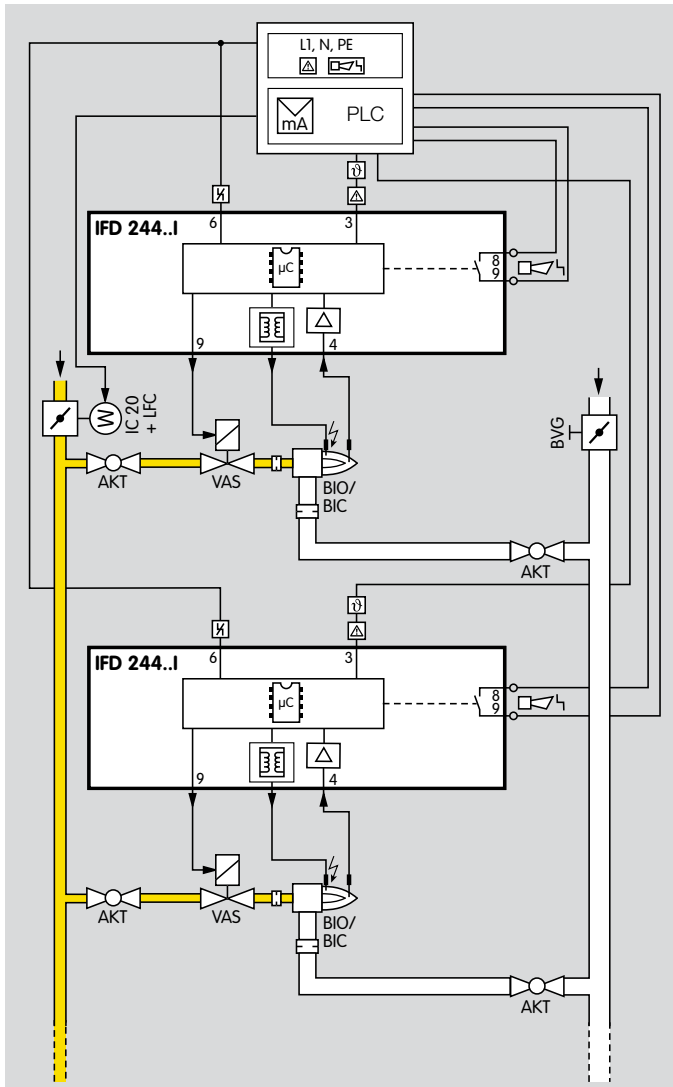 L1, N, PE
mA
PLC
6
3
IFD 244..I
µC
8
9
9
4
IC 20
+ LFC
BVG
AKT
VAS
BIO/
BIC
AKT
6
3
IFD 244..I
µC
8
9
9
4
AKT
VAS
BIO/
BIC
AKT